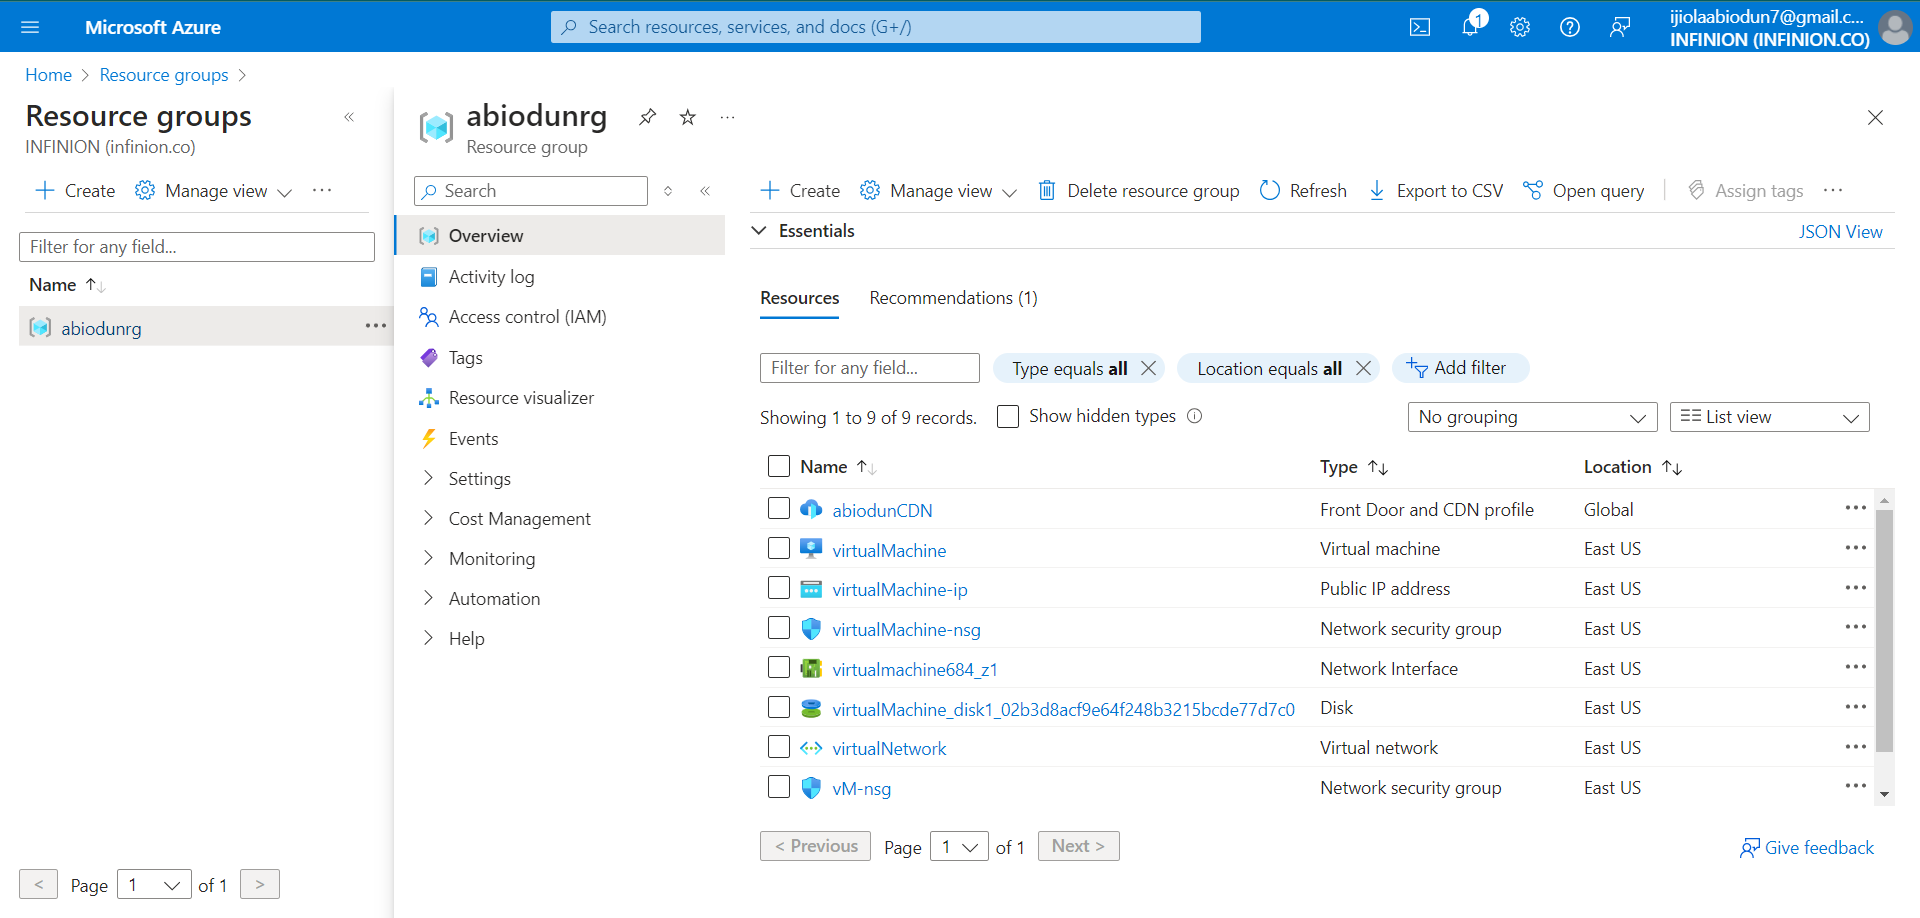 Microsoft Azure
Search resources, services, and docs (G+/)
1
ijiolaabiodun7@gmail.c...
INFINION (INFINION.CO)
Home > Resource groups >
Resource groups
INFINION (infinion.co)
Create Manage view ...
Filter for any field...
Name
abiodunrg ...
< Page 1 of 1 >
abiodunrg ...
Resource group
Search
Overview
Activity log
Access control (IAM)
Tags
Resource visualizer
Events
Settings
Cost Management
Monitoring
Automation
Help
Create Manage view Delete resource group Refresh Export to CSV Open query Assign tags ...
Essentials JSON View
Resources Recommendations (1)
Filter for any field... Type equals all Location equals all Add filter
Showing 1 to 9 of 9 records. Show hidden types No grouping List view
Name Type Location
abiodunCDN Front Door and CDN profile Global ...
virtualMachine Virtual machine East US ...
virtualMachine-ip Public IP address East US ...
virtualMachine-nsg Network security group East US ...
virtualmachine684_z1 Network Interface East US ...
virtualMachine_disk1_02b3d8acf9e64f248b3215bcde77d7c0 Disk East US ...
virtualNetwork Virtual network East US ...
vM-nsg Network security group East US ...
< Previous Page 1 of 1 Next > Give feedback